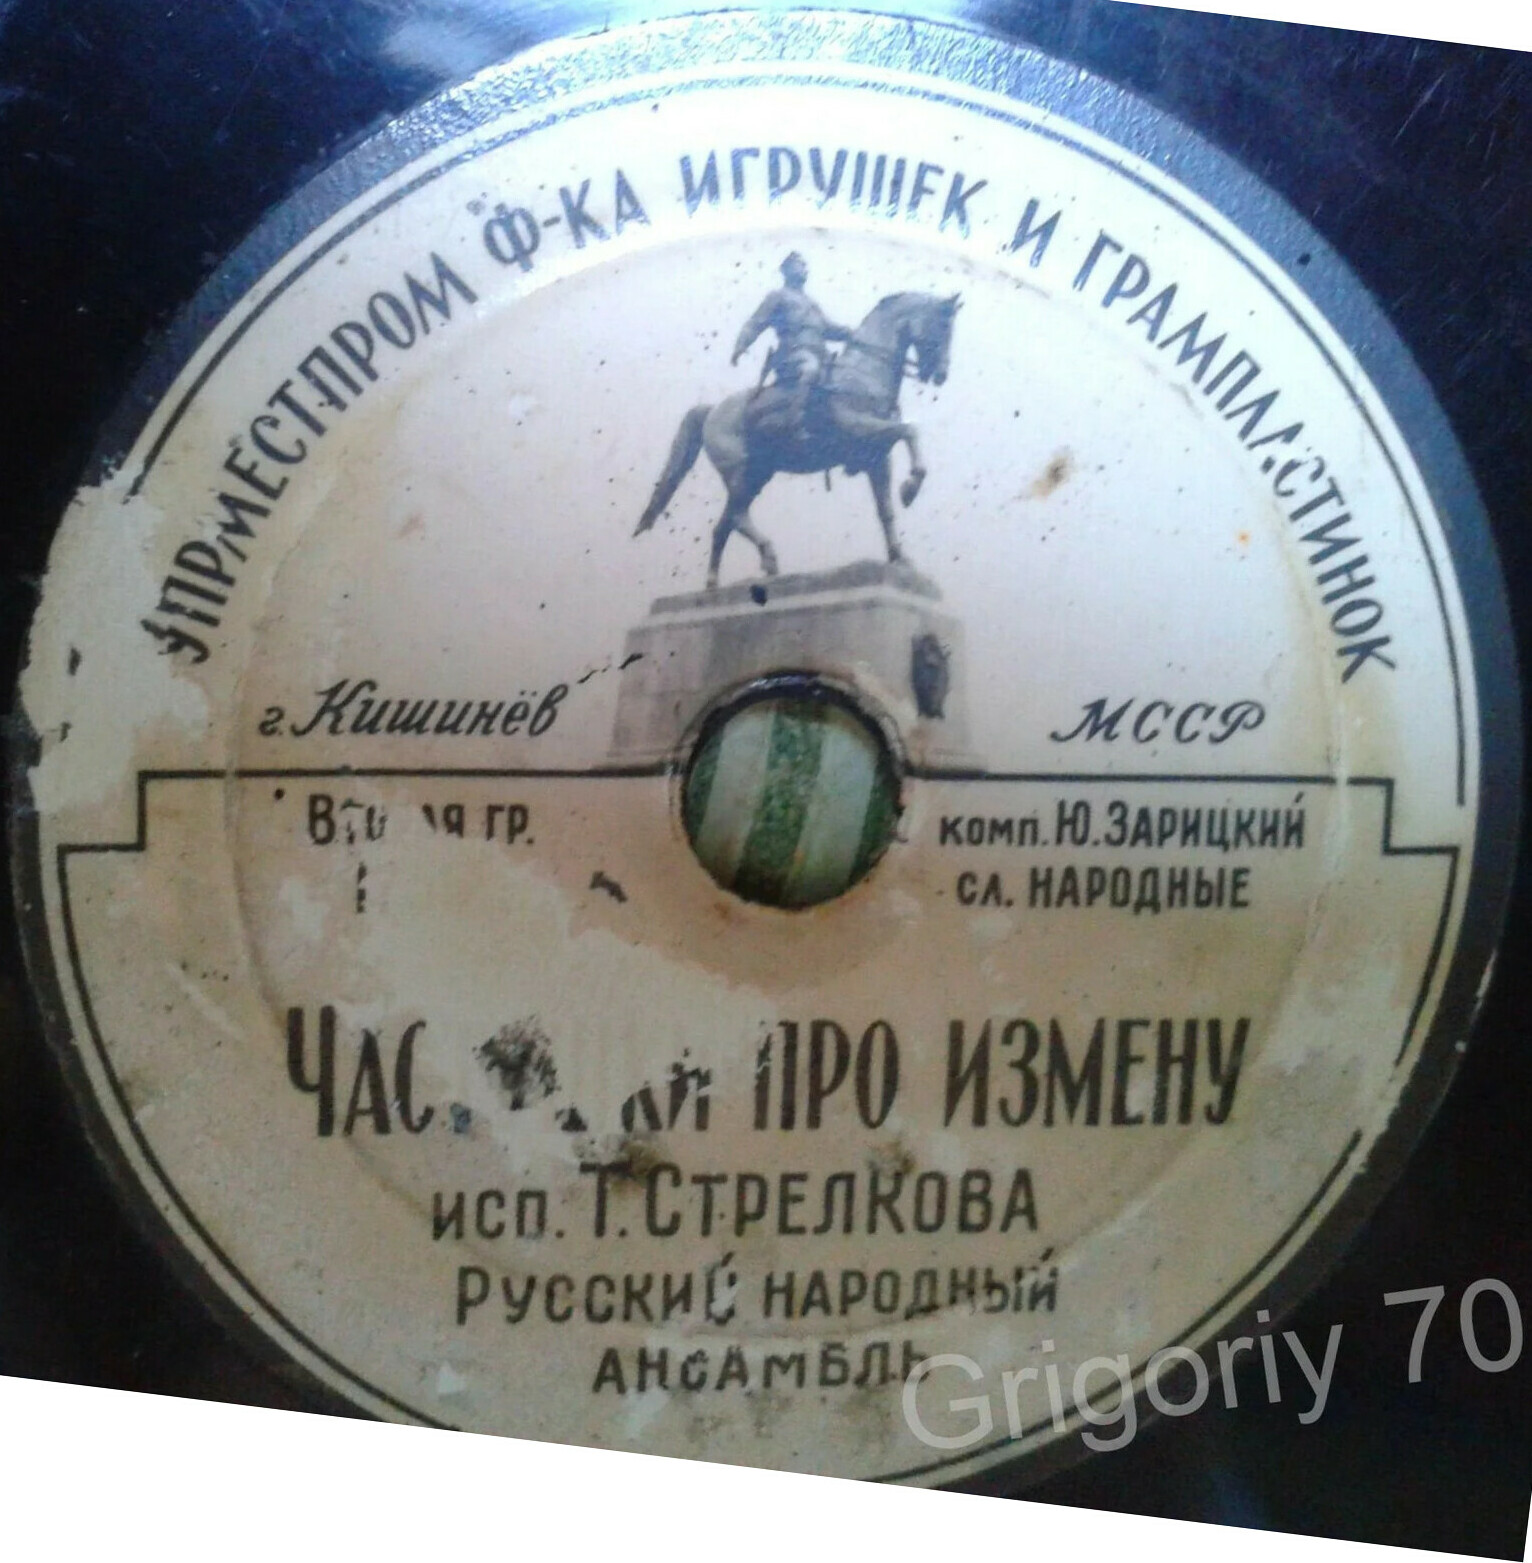 УПРМЕСТПРОМ Ф-КА ИГРУШЕК И ГРАМПЛАСТИНОК
г. Кишинёв
МССР
гр.
комп. Ю. ЗАРИЦКИЙ
сл. НАРОДНЫЕ
ПРО ИЗМЕНУ
исп. Т. СТРЕЛКОВА
РУССКИЙ НАРОДНЫЙ
АНСАМБЛЬ
Grigoriy 70